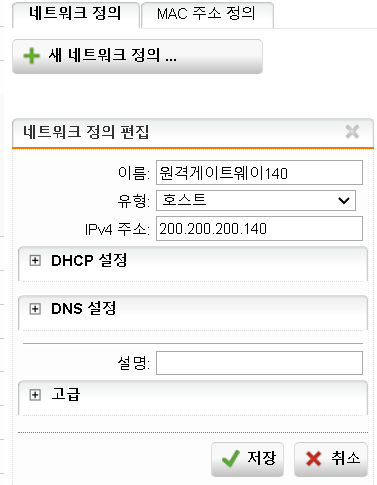 네트워크 정의 MAC 주소 정의
새 네트워크 정의 ...
네트워크 정의 편집
이름: 원격게이트웨이140
유형: 호스트
IPv4 주소: 200.200.200.140
DHCP 설정
DNS 설정
설명:
고급
저장 취소